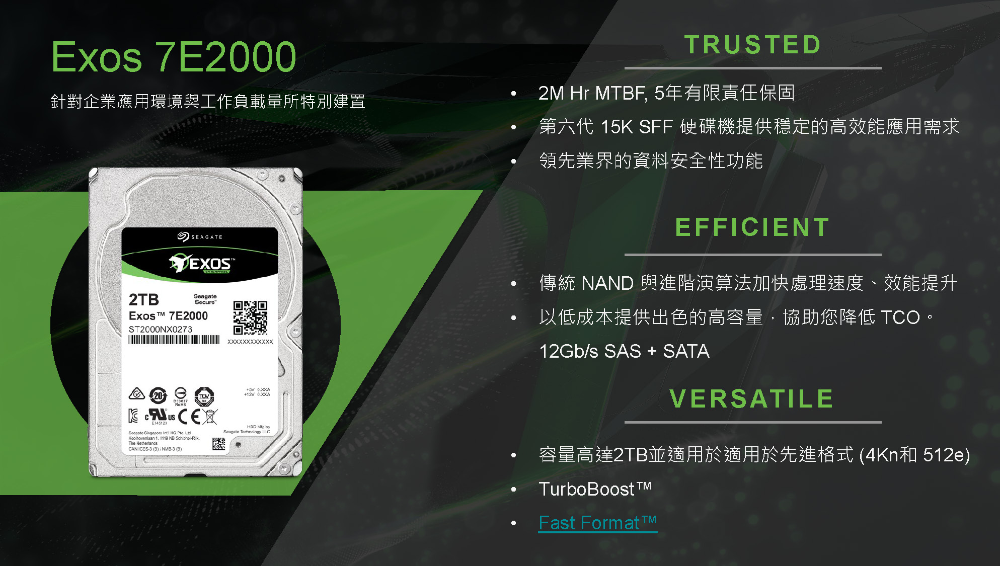 Exos 7E2000
針對企業應用環境與工作負載量所特別建置
SEAGATE
EXOS™
ENTERPRISE
2TB
Seagate
Secure™
Exos™ 7E2000
ST2000NX0273
XXXXXXXXXXXX
+5V 0.XXA
+12V 0.XXA
20
D33027
RoHS
TÜV
c US
E145123
CE
HDD Mfg by
Seagate Technology LLC
Seagate Singapore Int'l HQ Pte. Ltd
Koolhovenlaan 1, 1119 NB Schiphol-Rijk,
The Netherlands
CAN ICES-3 (B) / NMB-3 (B)
TRUSTED
• 2M Hr MTBF, 5年有限責任保固
• 第六代 15K SFF 硬碟機提供穩定的高效能應用需求
• 領先業界的資料安全性功能
EFFICIENT
• 傳統 NAND 與進階演算法加快處理速度、效能提升
• 以低成本提供出色的高容量，協助您降低 TCO。
12Gb/s SAS + SATA
VERSATILE
• 容量高達2TB並適用於適用於先進格式 (4Kn和 512e)
• TurboBoost™
• Fast Format™